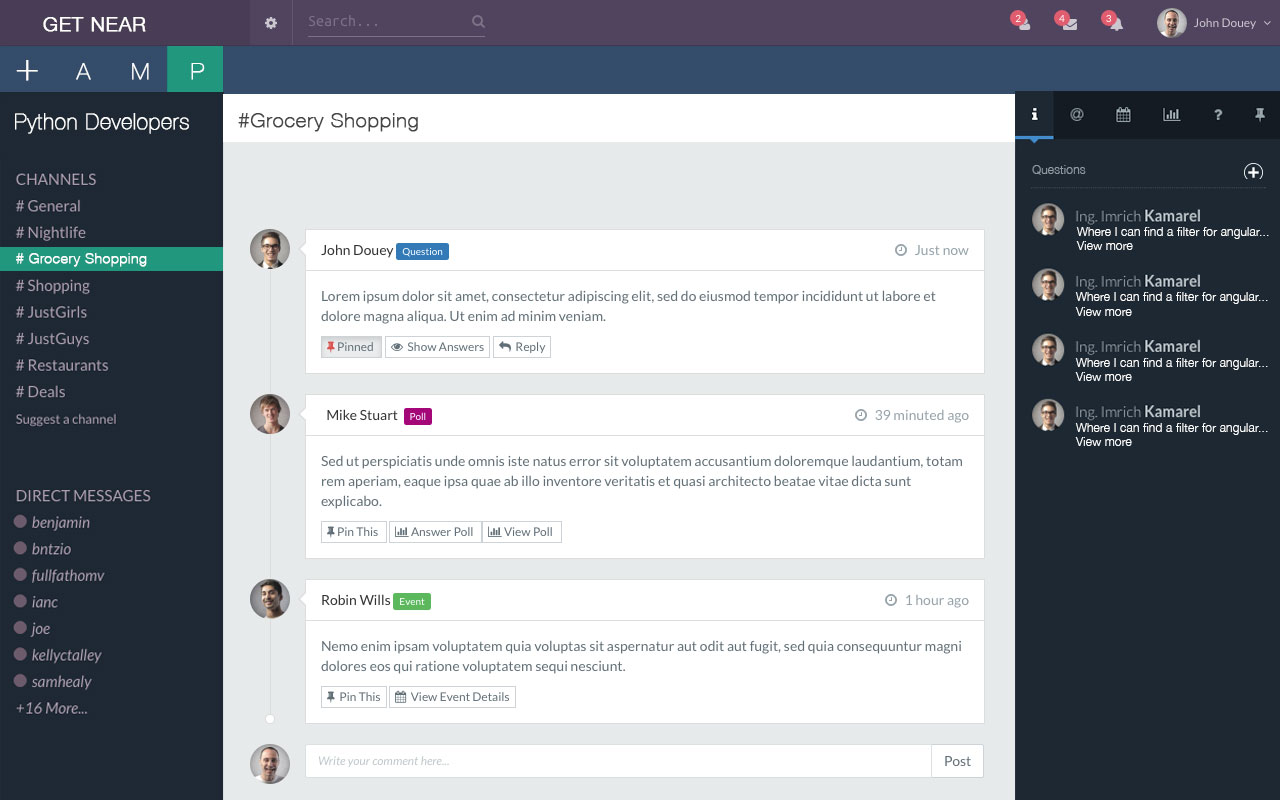 GET NEAR
Search...
2
4
3
John Douey
A M P
Python Developers
CHANNELS
# General
# Nightlife
# Grocery Shopping
# Shopping
# JustGirls
# JustGuys
# Restaurants
# Deals
Suggest a channel
DIRECT MESSAGES
benjamin
bntzio
fullfathomv
ianc
joe
kellyctalley
samhealy
+16 More...
#Grocery Shopping
John Douey Question Just now
Lorem ipsum dolor sit amet, consectetur adipiscing elit, sed do eiusmod tempor incididunt ut labore et
dolore magna aliqua. Ut enim ad minim veniam.
Pinned Show Answers Reply
Mike Stuart Poll 39 minuted ago
Sed ut perspiciatis unde omnis iste natus error sit voluptatem accusantium doloremque laudantium, totam
rem aperiam, eaque ipsa quae ab illo inventore veritatis et quasi architecto beatae vitae dicta sunt
explicabo.
Pin This Answer Poll View Poll
Robin Wills Event 1 hour ago
Nemo enim ipsam voluptatem quia voluptas sit aspernatur aut odit aut fugit, sed quia consequuntur magni
dolores eos qui ratione voluptatem sequi nesciunt.
Pin This View Event Details
Write your comment here... Post
i @ ?
Questions
Ing. Imrich Kamarel
Where I can find a filter for angular...
View more
Ing. Imrich Kamarel
Where I can find a filter for angular...
View more
Ing. Imrich Kamarel
Where I can find a filter for angular...
View more
Ing. Imrich Kamarel
Where I can find a filter for angular...
View more